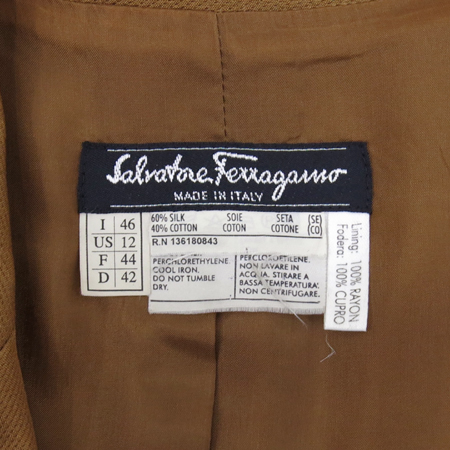 Salvatore Ferragamo
MADE IN ITALY
I 46
US 12
F 44
D 42
60% SILK SOIE SETA (SE)
40% COTTON COTON COTONE (CO)
R.N 136180843
PERCHLORETHYLENE.
COOL IRON.
DO NOT TUMBLE
DRY.
PERCLOROETILENE.
NON LAVARE IN
ACQUA. STIRARE A
BASSA TEMPERATURA.
NON CENTRIFUGARE.
Lining: 100% RAYON
Fodera: 100% CUPRO